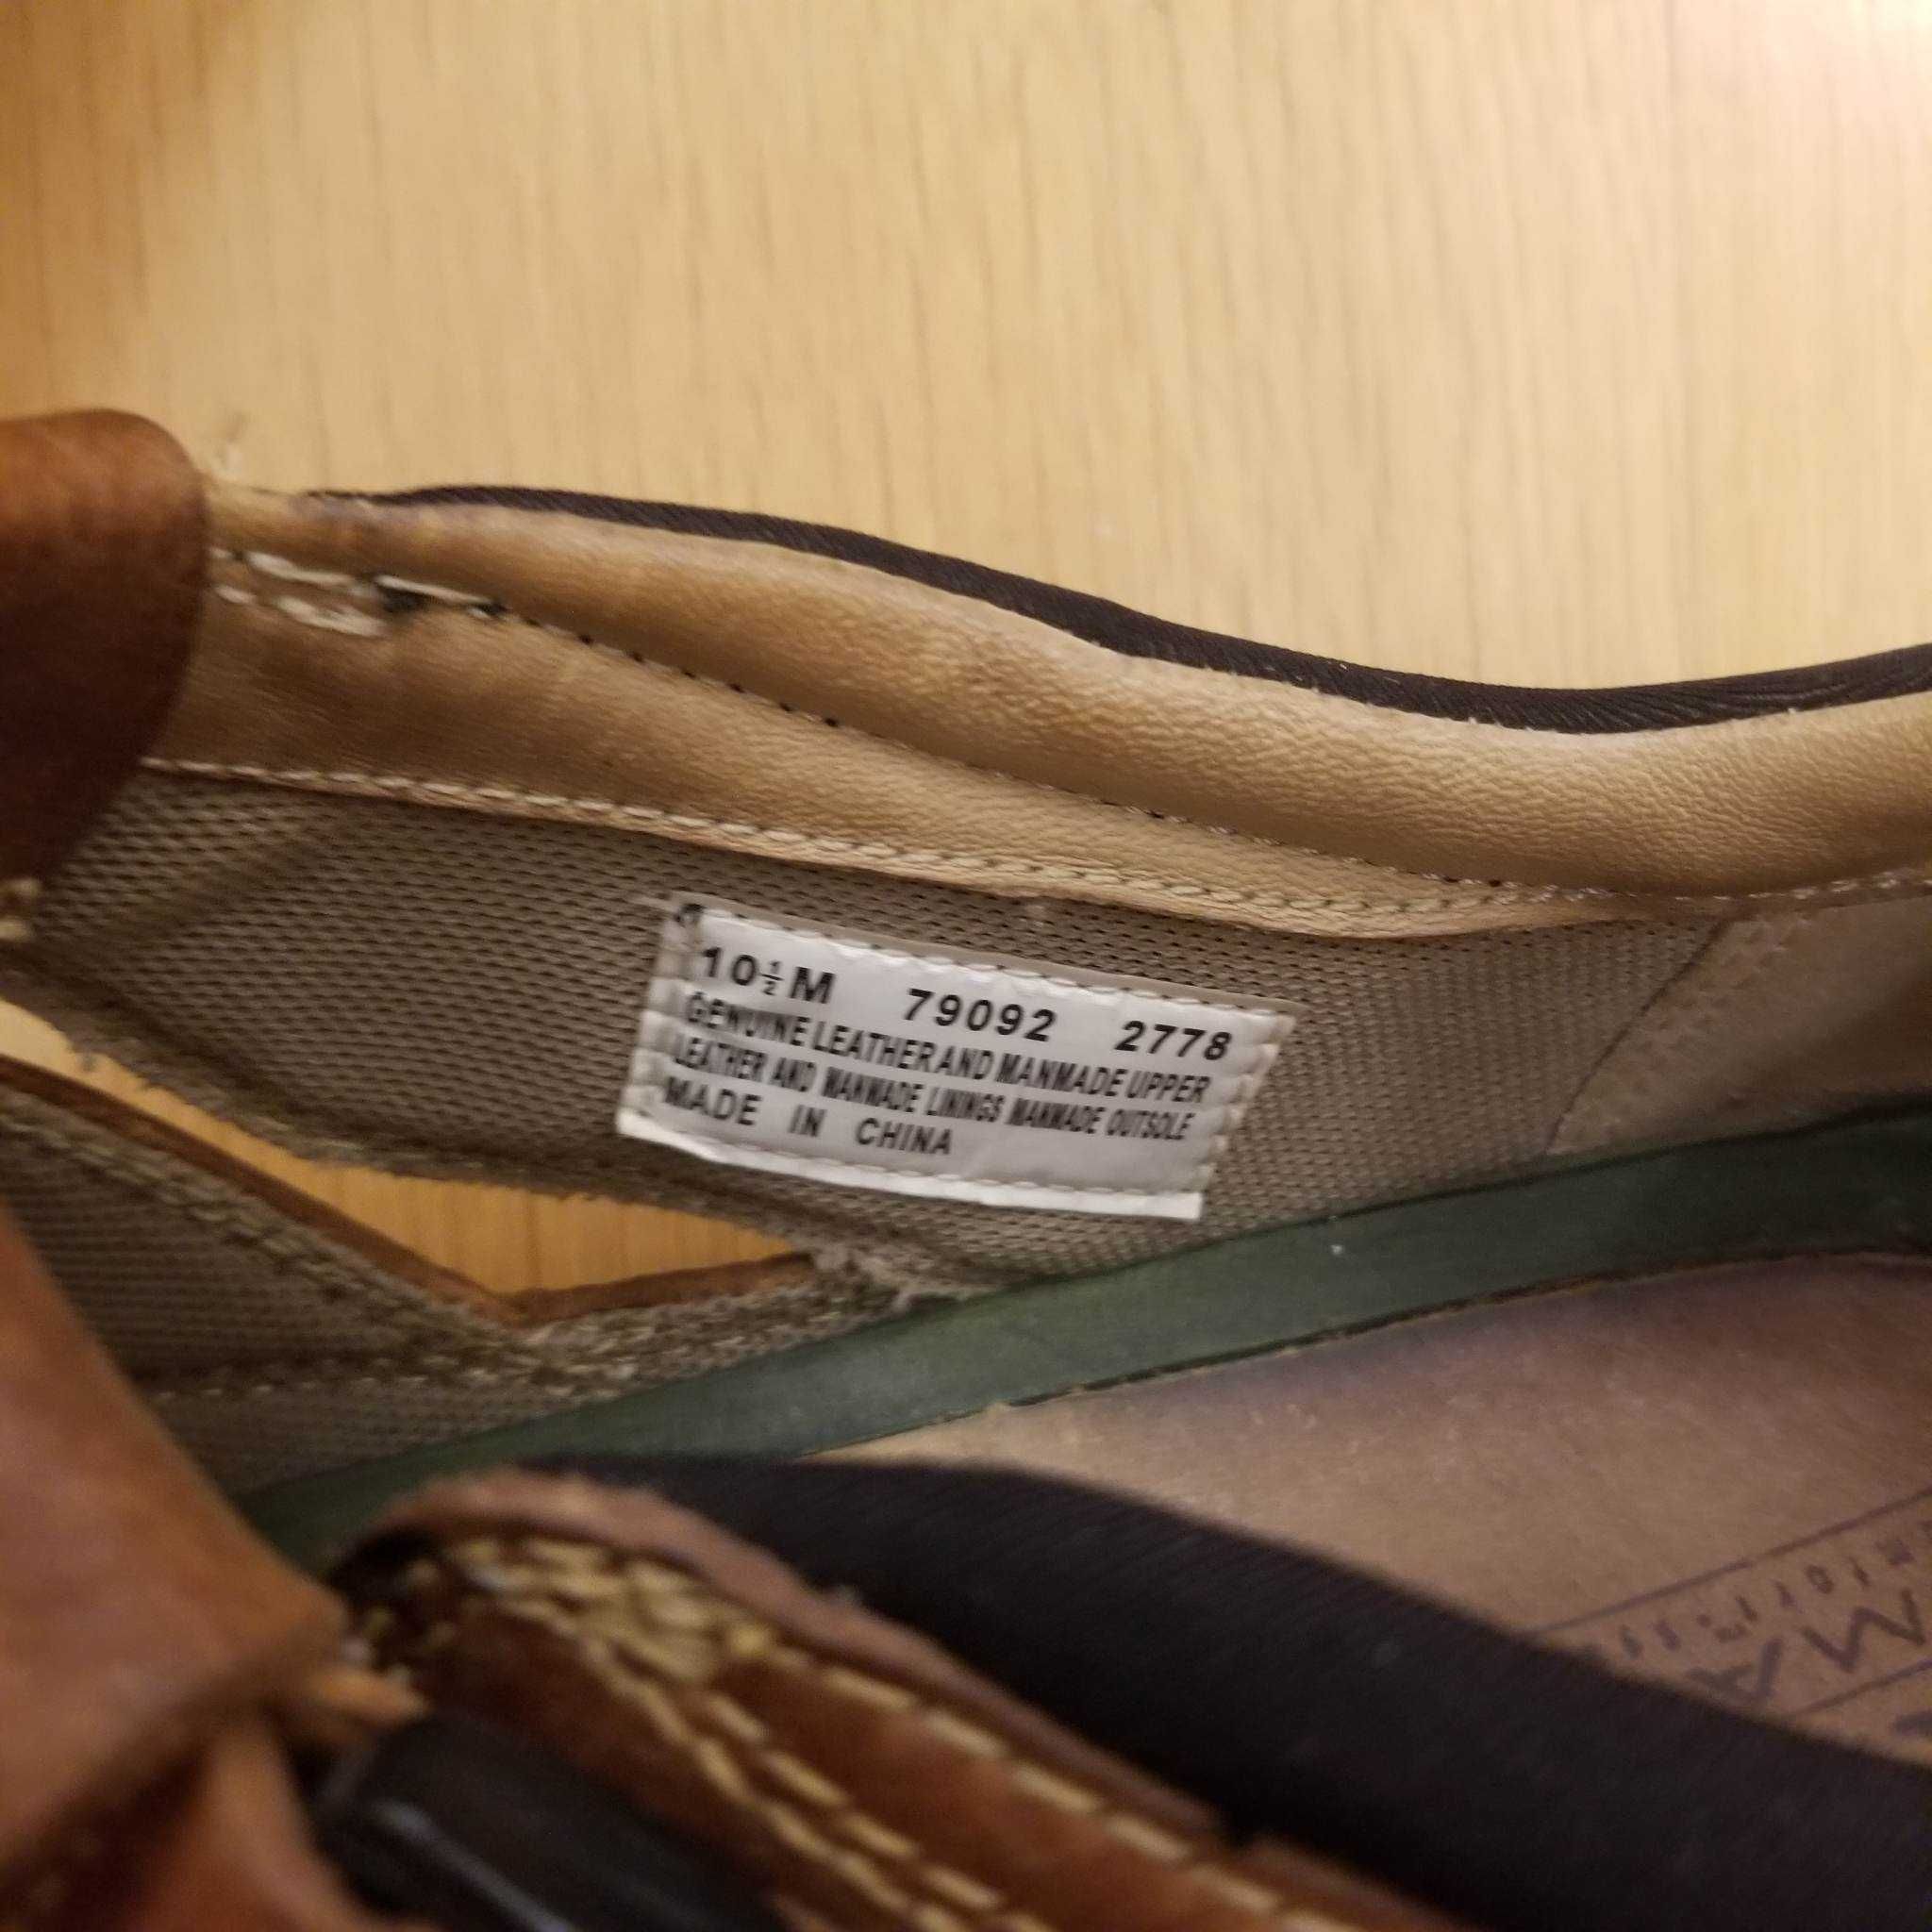 10½M 79092 2778
GENUINE LEATHER AND MANMADE UPPER
LEATHER AND MANMADE LININGS MANMADE OUTSOLE
MADE IN CHINA